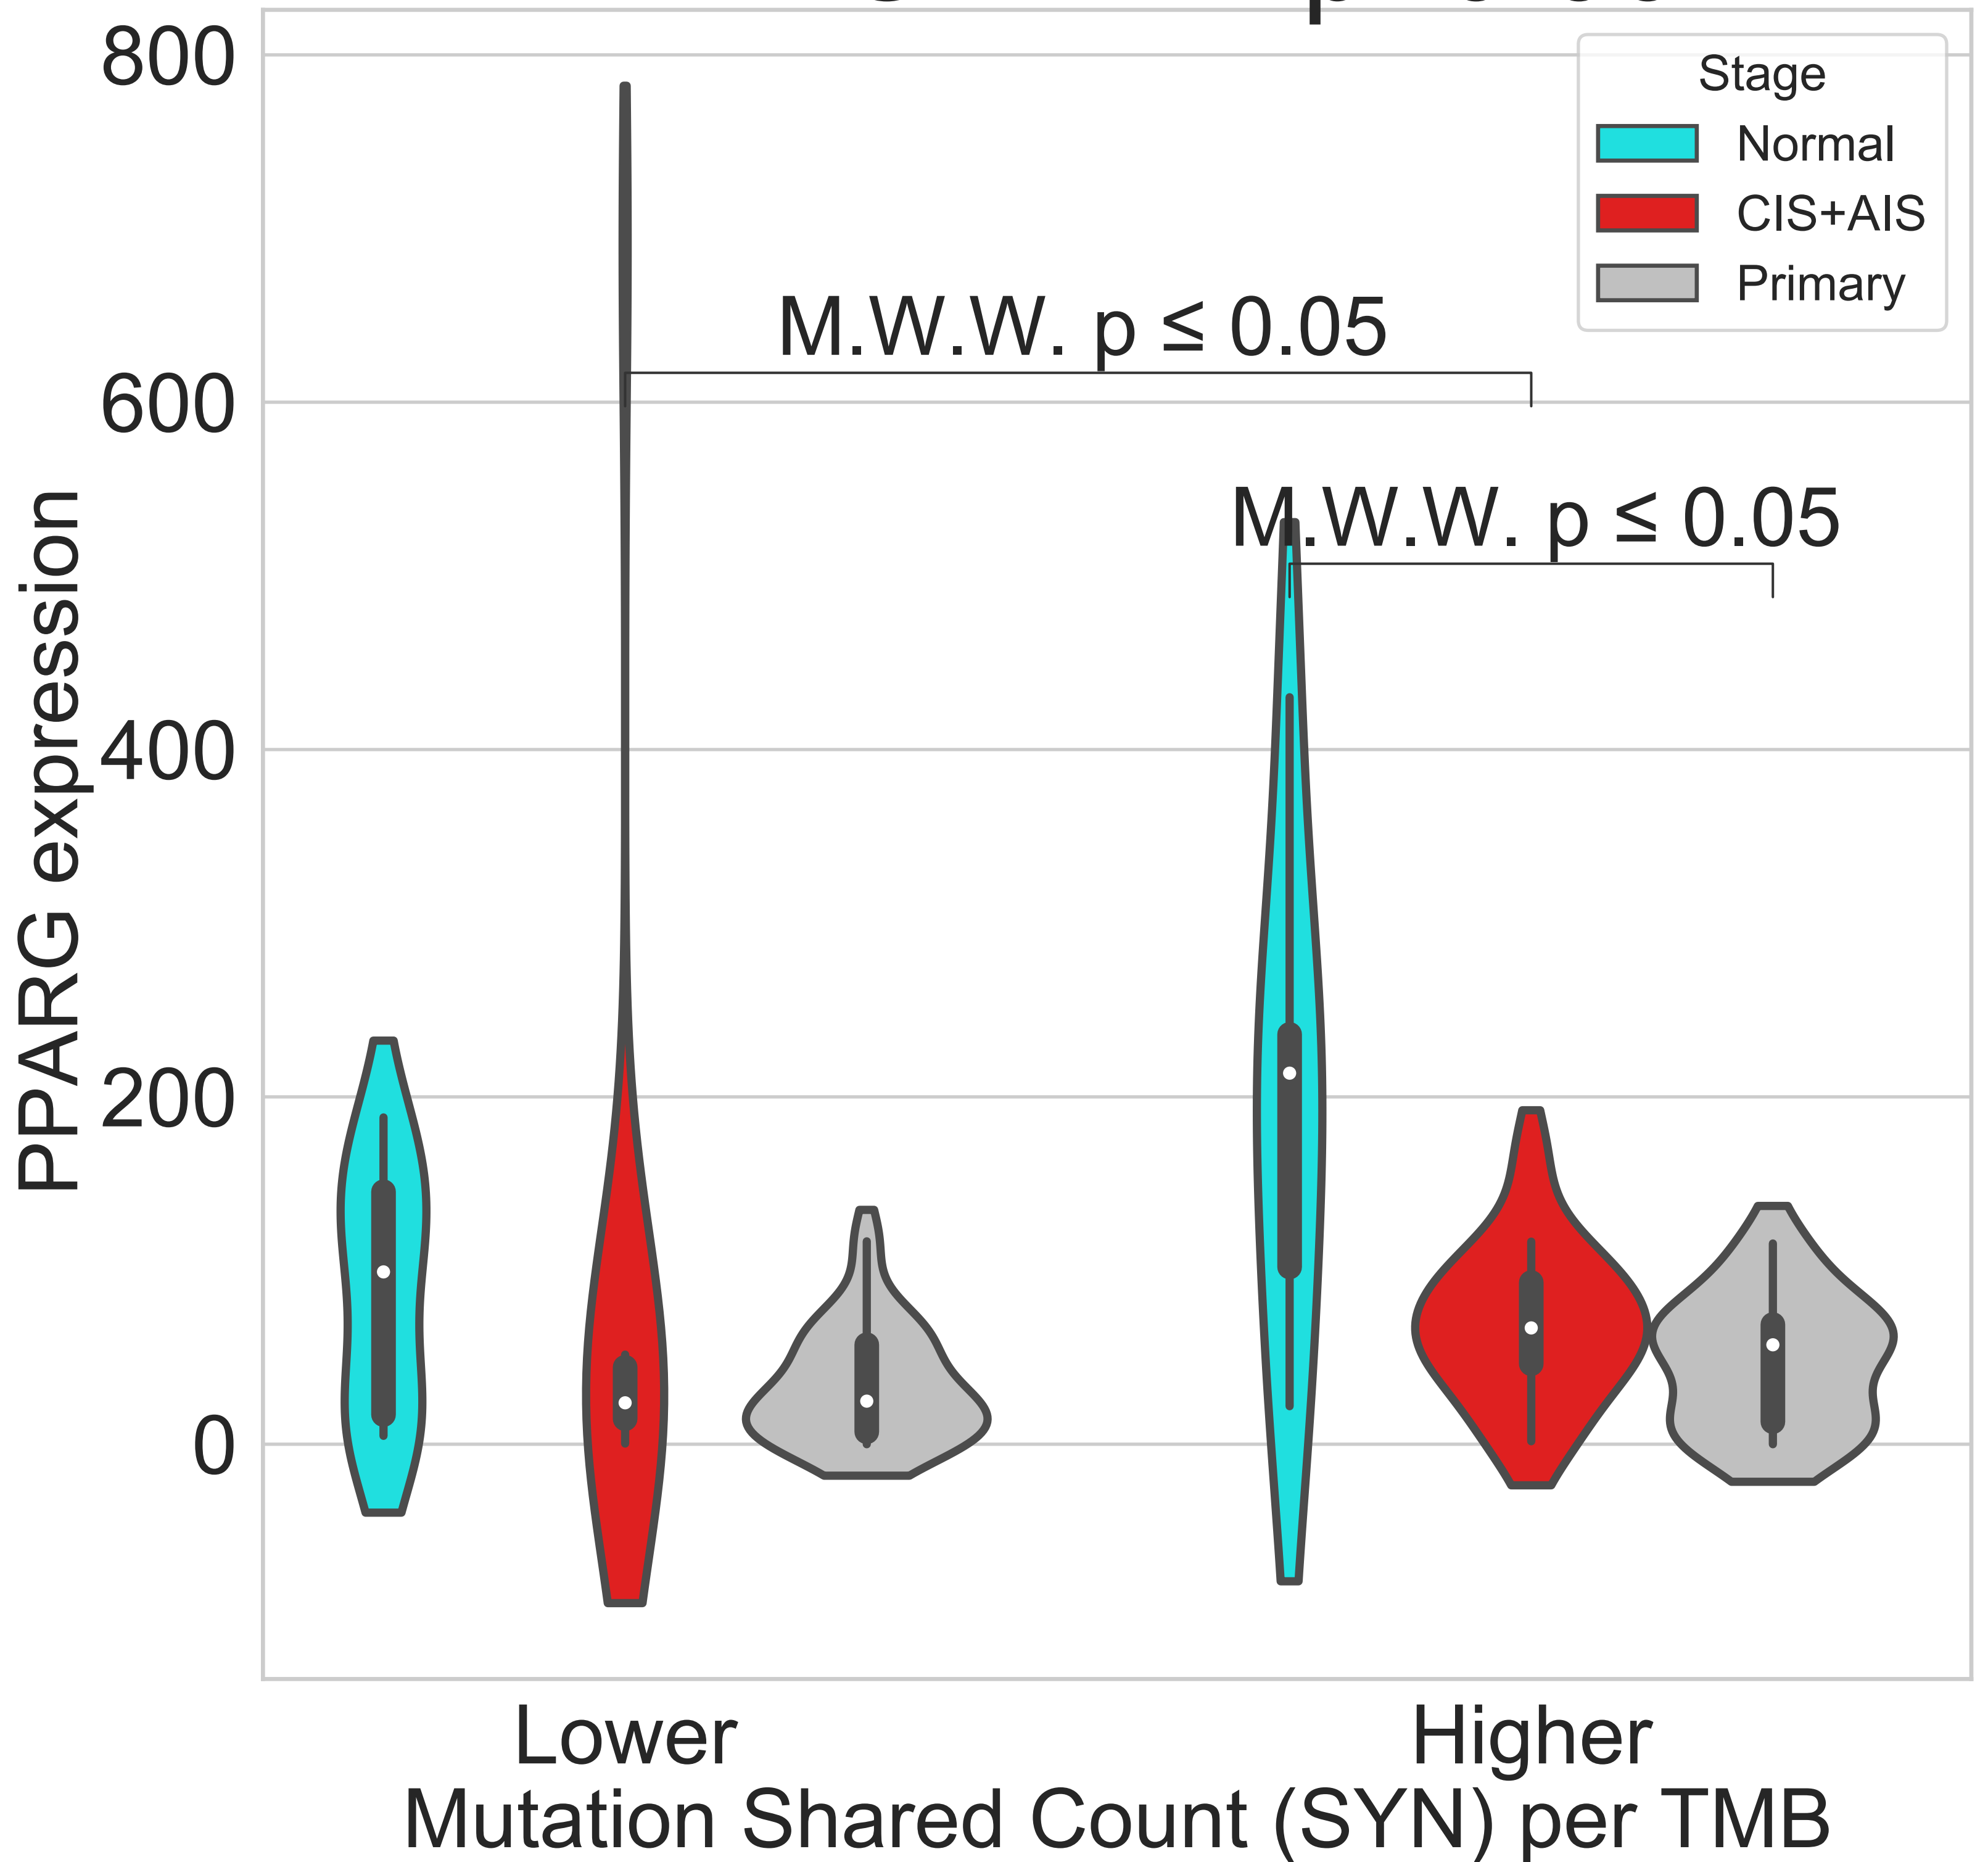 800
600
400
200
0
PPARG expression
Stage
Normal
CIS+AIS
Primary
M.W.W. p ≤ 0.05
M.W.W. p ≤ 0.05
Lower
Higher
Mutation Shared Count (SYN) per TMB